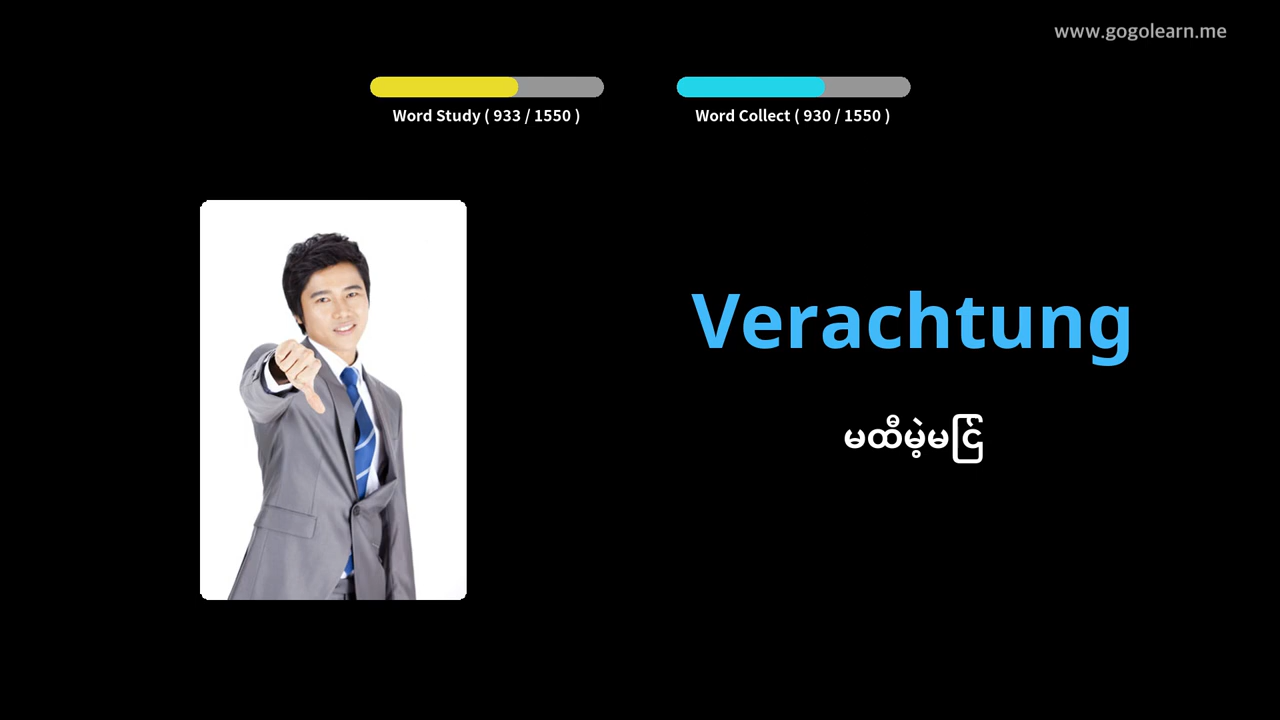 www.gogolearn.me
Word Study ( 933 / 1550 )
Word Collect ( 930 / 1550 )
Verachtung
မထီမဲ့မြင်